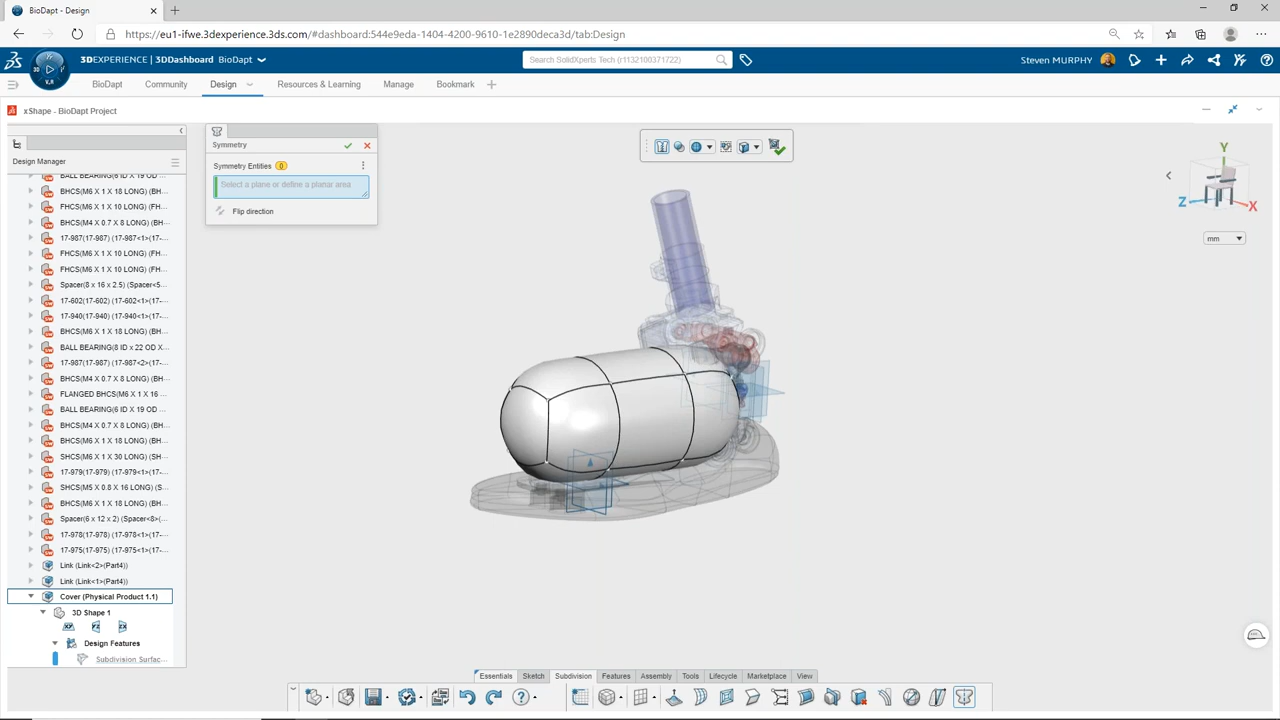 BioDapt - Design
https://eu1-ifwe.3dexperience.3ds.com/#dashboard:544e9eda-1404-4200-9610-1e2890deca3d/tab:Design
3DEXPERIENCE | 3DDashboard BioDapt
Search SolidXperts Tech (r1132100371722)
Steven MURPHY
BioDapt Community Design Resources & Learning Manage Bookmark
xShape - BioDapt Project
Design Manager
Symmetry
Symmetry Entities 0
Select a plane or define a planar area
Flip direction
Y
Z
X
mm
BALL BEARING(6 ID X 19 OD ...
BHCS(M6 X 1 X 18 LONG) (BH...
FHCS(M6 X 1 X 10 LONG) (FH...
BHCS(M4 X 0.7 X 8 LONG) (BH...
17-987(17-987) (17-987<1>(17-...
FHCS(M6 X 1 X 10 LONG) (FH...
FHCS(M6 X 1 X 10 LONG) (FH...
Spacer(8 x 16 x 2.5) (Spacer<5...
17-602(17-602) (17-602<1>(17-...
17-940(17-940) (17-940<1>(17-...
BHCS(M6 X 1 X 18 LONG) (BH...
BALL BEARING(8 ID x 22 OD X...
17-987(17-987) (17-987<2>(17-...
BHCS(M4 X 0.7 X 8 LONG) (BH...
FLANGED BHCS(M6 X 1 X 16 ...
BALL BEARING(6 ID X 19 OD ...
BHCS(M4 X 0.7 X 8 LONG) (BH...
BHCS(M6 X 1 X 18 LONG) (BH...
SHCS(M6 X 1 X 30 LONG) (SH...
17-979(17-979) (17-979<1>(17-...
SHCS(M5 X 0.8 X 16 LONG) (SH...
BHCS(M6 X 1 X 18 LONG) (BH...
Spacer(6 x 12 x 2) (Spacer<8>(...
17-978(17-978) (17-978<1>(17-...
17-975(17-975) (17-975<1>(17-...
Link (Link<2>(Part4))
Link (Link<1>(Part4))
Cover (Physical Product 1.1)
3D Shape 1
XY YZ ZX
Design Features
Subdivision Surfac...
Essentials Sketch Subdivision Features Assembly Tools Lifecycle Marketplace View